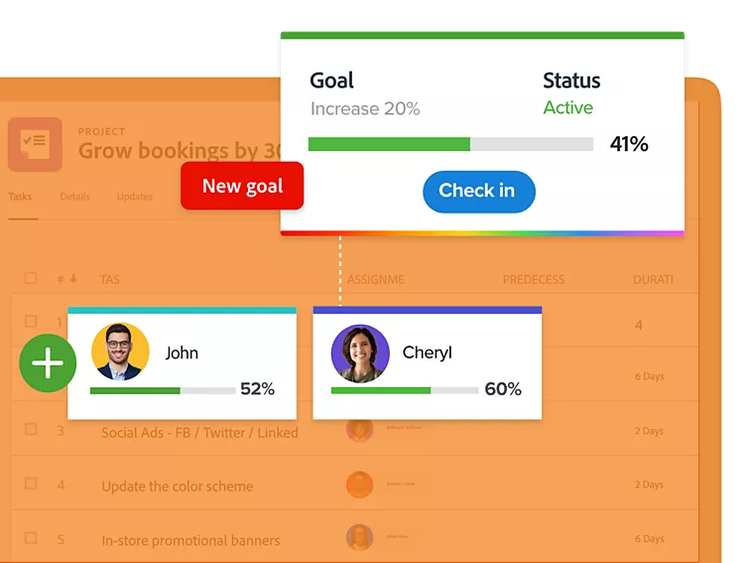 Goal
Status
Increase 20%
Active
41%
Check in
PROJECT
Grow bookings by 30
New goal
Tasks
Details
Updates
#
TAS
ASSIGNME
PREDECESS
DURATI
1
4
John
52%
Cheryl
60%
6 Days
3
Social Ads - FB / Twitter / Linked
2 Days
4
Update the color scheme
2 Days
5
In-store promotional banners
6 Days